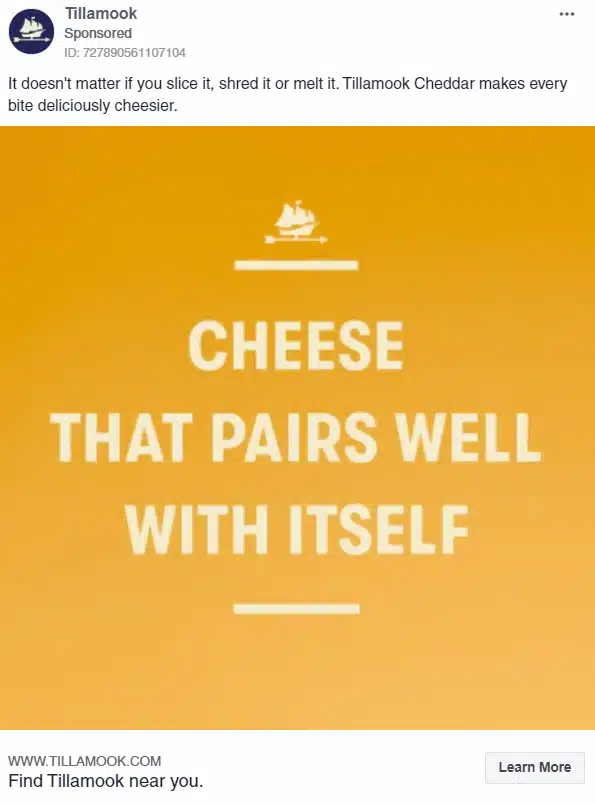 Tillamook
Sponsored
ID: 727890561107104
It doesn't matter if you slice it, shred it or melt it. Tillamook Cheddar makes every
bite deliciously cheesier.
CHEESE
THAT PAIRS WELL
WITH ITSELF
WWW.TILLAMOOK.COM
Find Tillamook near you.
Learn More